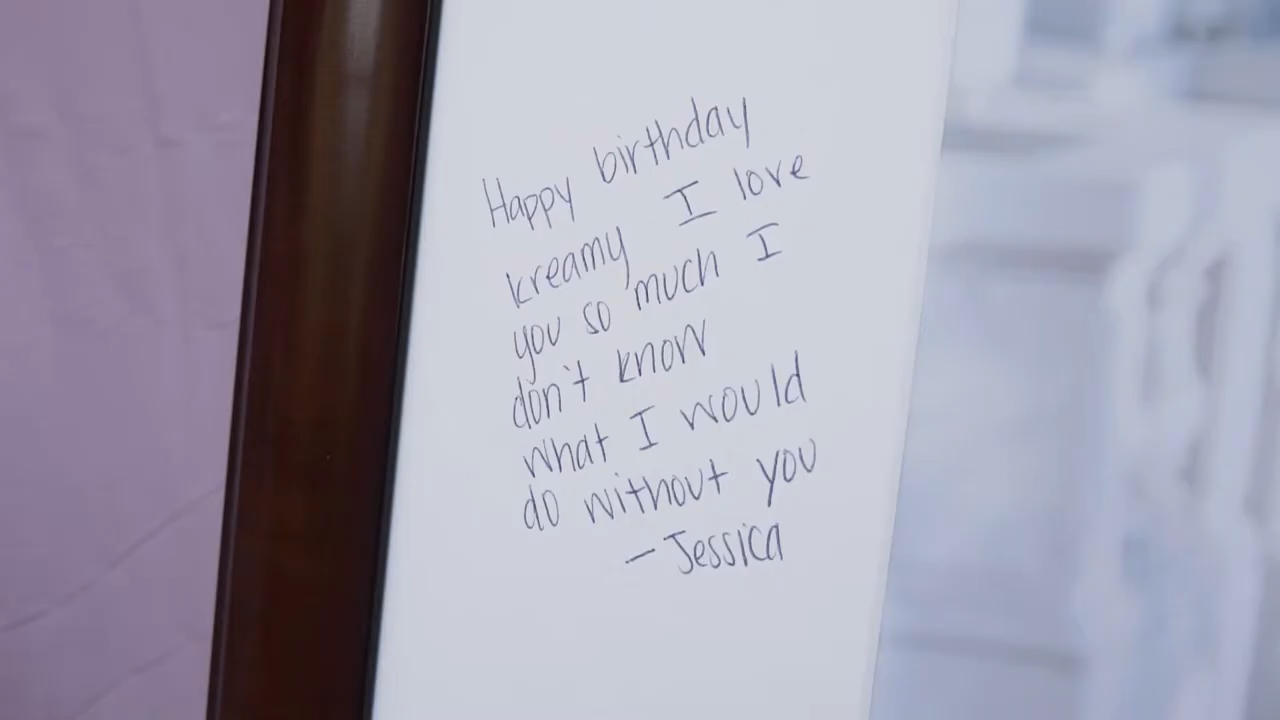 Happy birthday
kreamy I love
you so much I
don't know
what I would
do without you
- Jessica